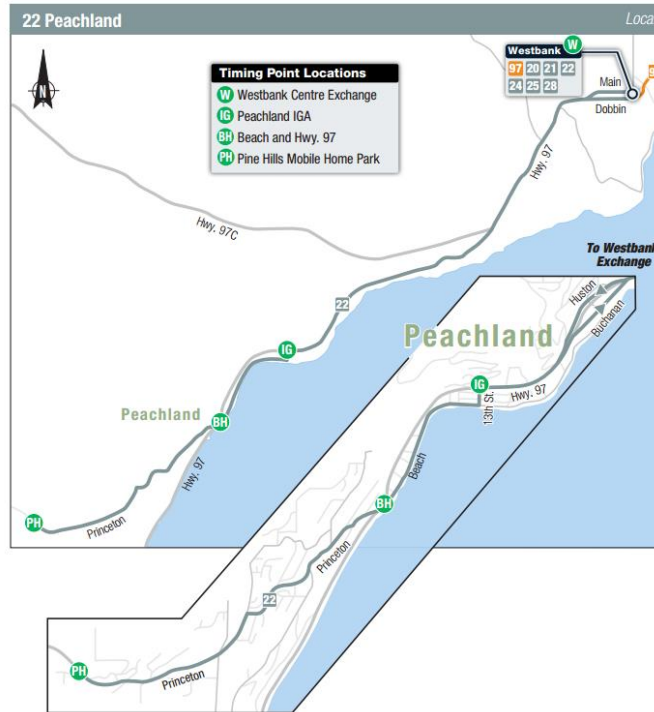 22 Peachland
Loca
N
Timing Point Locations
W Westbank Centre Exchange
IG Peachland IGA
BH Beach and Hwy. 97
PH Pine Hills Mobile Home Park
Westbank W
97 20 21 22
24 25 28
Main
Dobbin
Hwy. 97
Hwy. 97C
22
IG
Peachland
BH
Hwy. 97
PH
Princeton
To Westbank
Exchange
Huston
Buchanan
Peachland
IG
Hwy. 97
13th St.
Beach
BH
Princeton
22
PH
Princeton